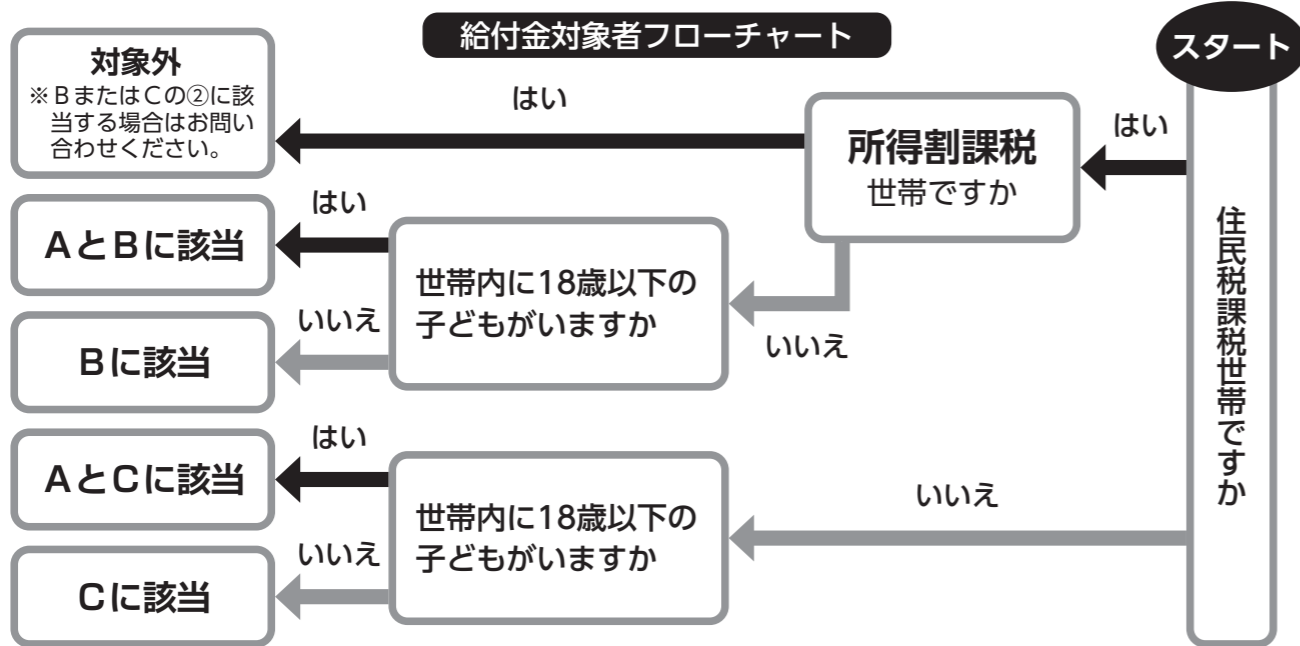 給付金対象者フローチャート
スタート
住民税課税世帯ですか
はい
所得割課税
世帯ですか
はい
対象外
※BまたはCの②に該
当する場合はお問い
合わせください。
いいえ
世帯内に18歳以下の
子どもがいますか
はい
AとBに該当
いいえ
Bに該当
いいえ
世帯内に18歳以下の
子どもがいますか
はい
AとCに該当
いいえ
Cに該当